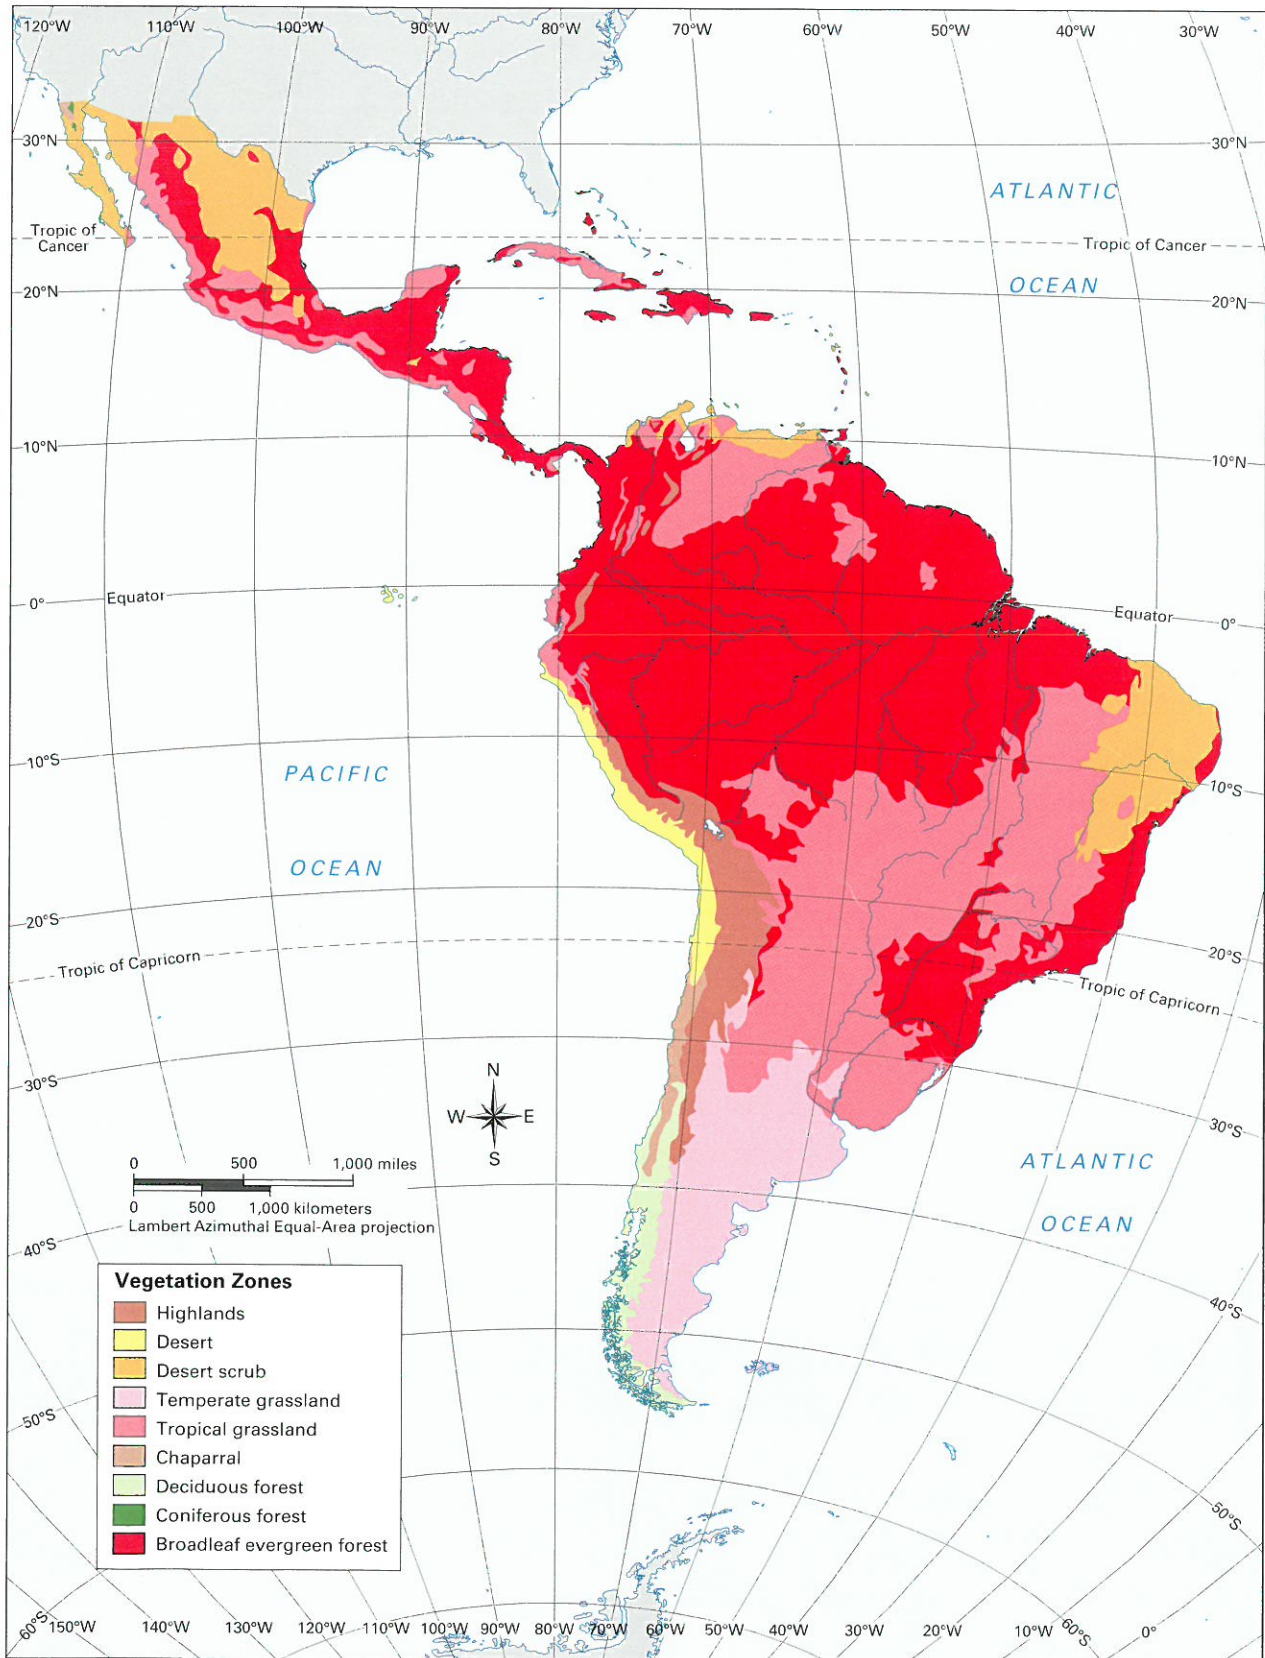 120°W 110°W 100°W 90°W 80°W 70°W 60°W 50°W 40°W 30°W
30°N 30°N
ATLANTIC
Tropic of
Cancer
Tropic of Cancer
OCEAN
20°N 20°N
10°N 10°N
Equator
0°
Equator
0°
PACIFIC
10°S 10°S
OCEAN
20°S 20°S
Tropic of Capricorn
Tropic of Capricorn
30°S 30°S
N
W E
S
0 500 1,000 miles
0 500 1,000 kilometers
Lambert Azimuthal Equal-Area projection
ATLANTIC
OCEAN
40°S 40°S
Vegetation Zones
Highlands
Desert
Desert scrub
Temperate grassland
Tropical grassland
Chaparral
Deciduous forest
Coniferous forest
Broadleaf evergreen forest
50°S 50°S
60°S 150°W 140°W 130°W 120°W 110°W 100°W 90°W 80°W 70°W 60°W 50°W 40°W 30°W 20°W 10°W 60°S 0°